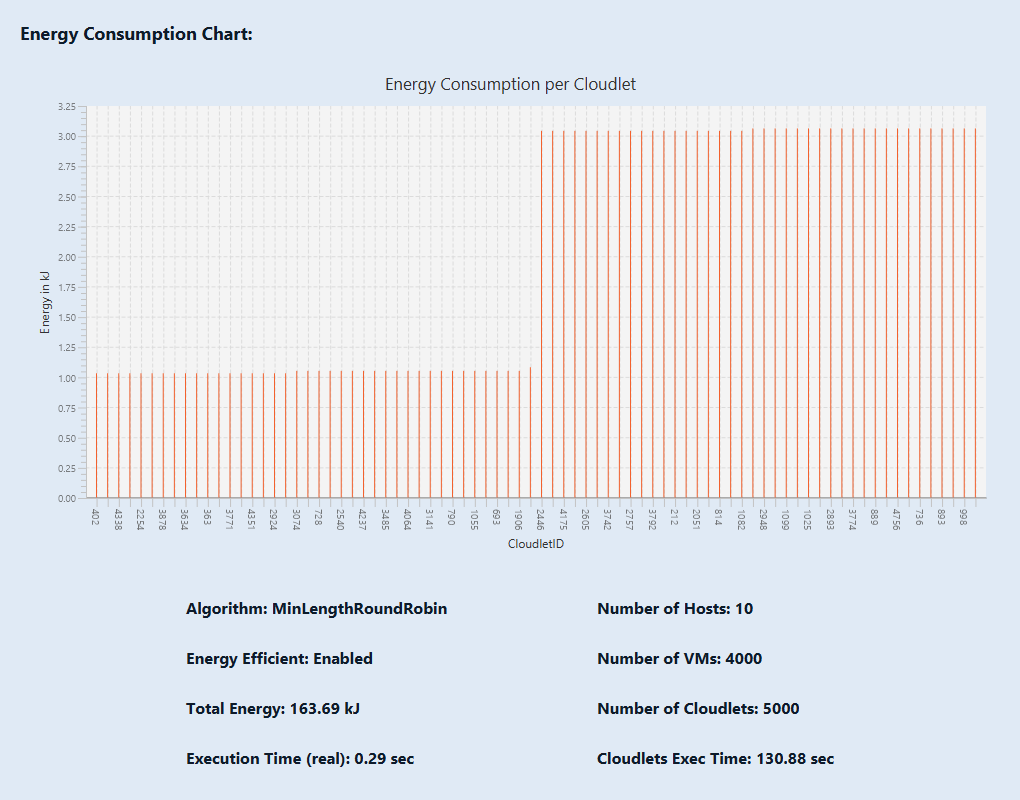 Energy Consumption Chart:
Energy Consumption per Cloudlet
3.25
3.00
2.75
2.50
2.25
2.00
1.75
1.50
1.25
1.00
0.75
0.50
0.25
0.00
Energy in kJ
402 4338 2254 3878 3634 363 3771 4351 2924 3074 728 2540 4237 3485 4064 3141 790 1055 693 4906 2446 4175 2605 3742 2757 3792 212 2051 814 1082 2948 1099 1025 2893 3774 889 4756 736 893 998
CloudletID
Algorithm: MinLengthRoundRobin
Number of Hosts: 10
Energy Efficient: Enabled
Number of VMs: 4000
Total Energy: 163.69 kJ
Number of Cloudlets: 5000
Execution Time (real): 0.29 sec
Cloudlets Exec Time: 130.88 sec